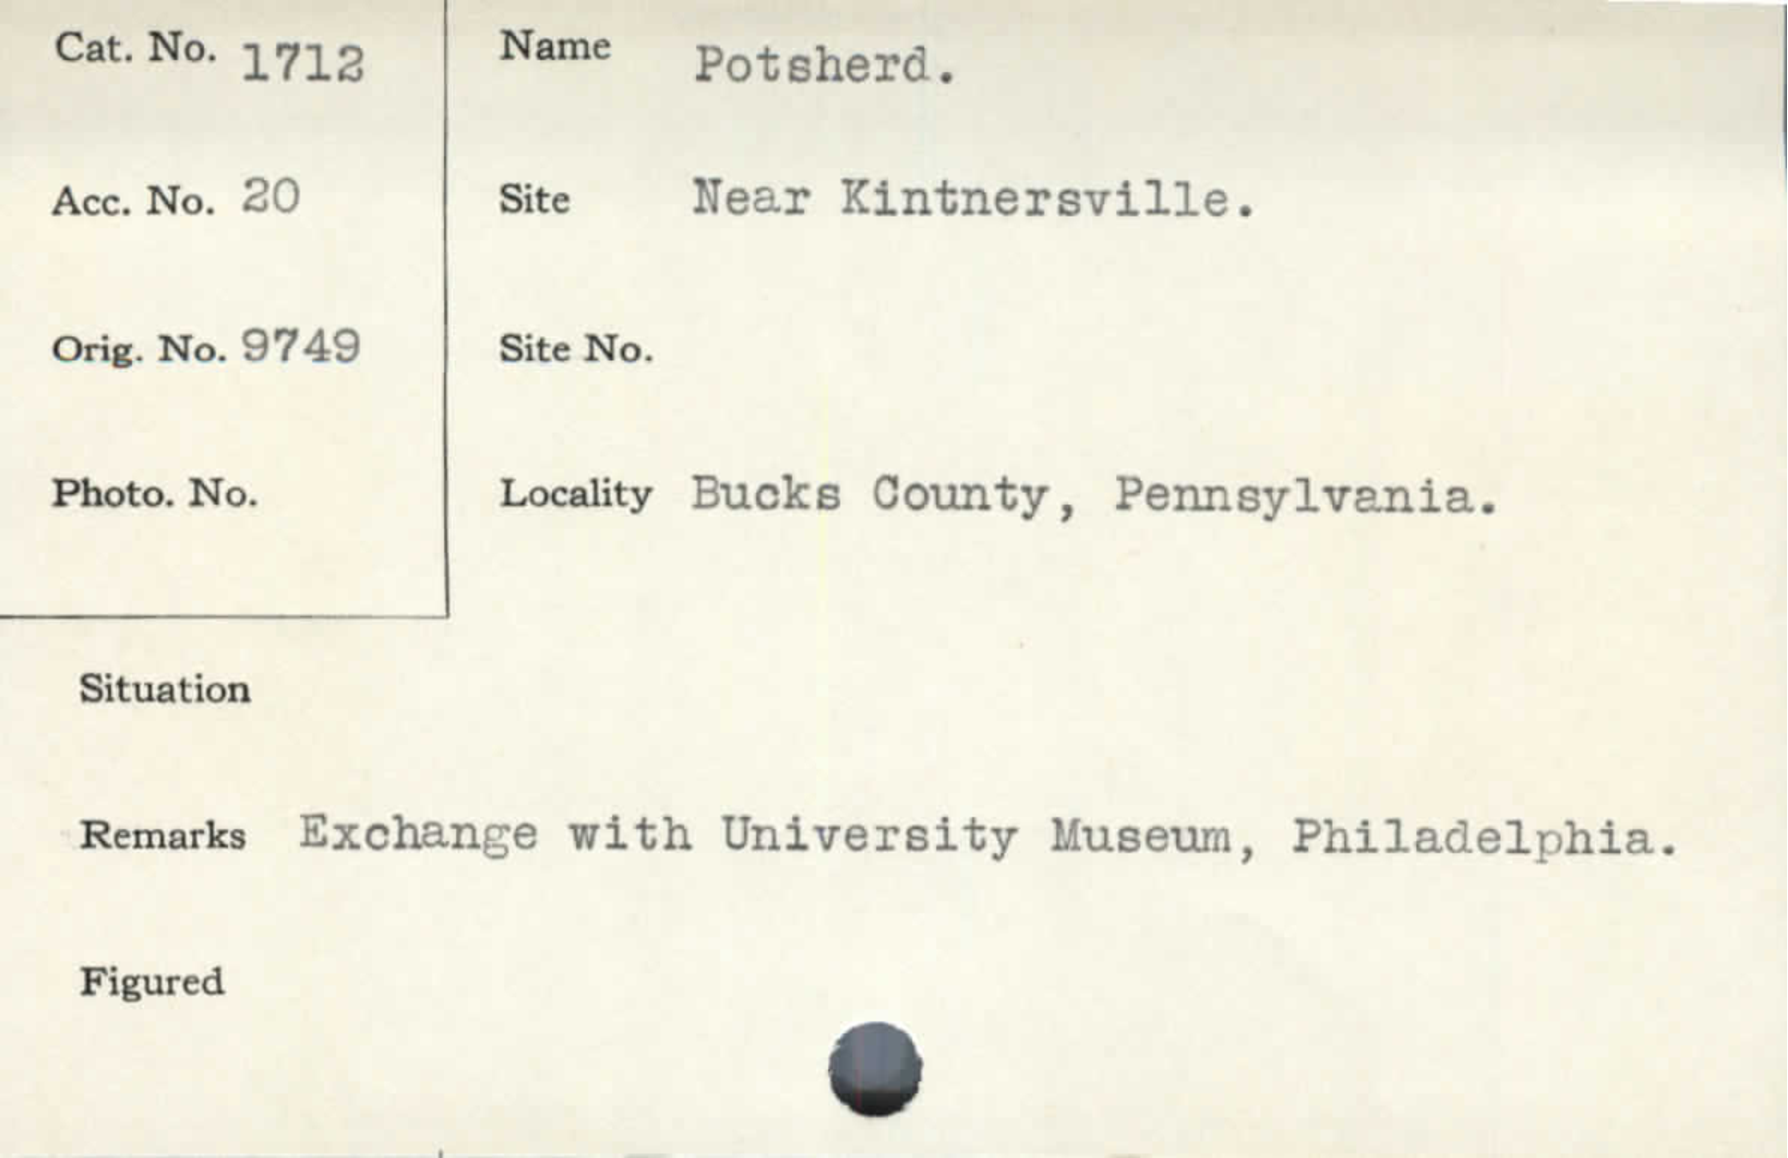 Cat. No. 1712
Name Potsherd.
Acc. No. 20
Site Near Kintnersville.
Orig. No. 9749
Site No.
Photo. No.
Locality Bucks County, Pennsylvania.
Situation
Remarks Exchange with University Museum, Philadelphia.
Figured